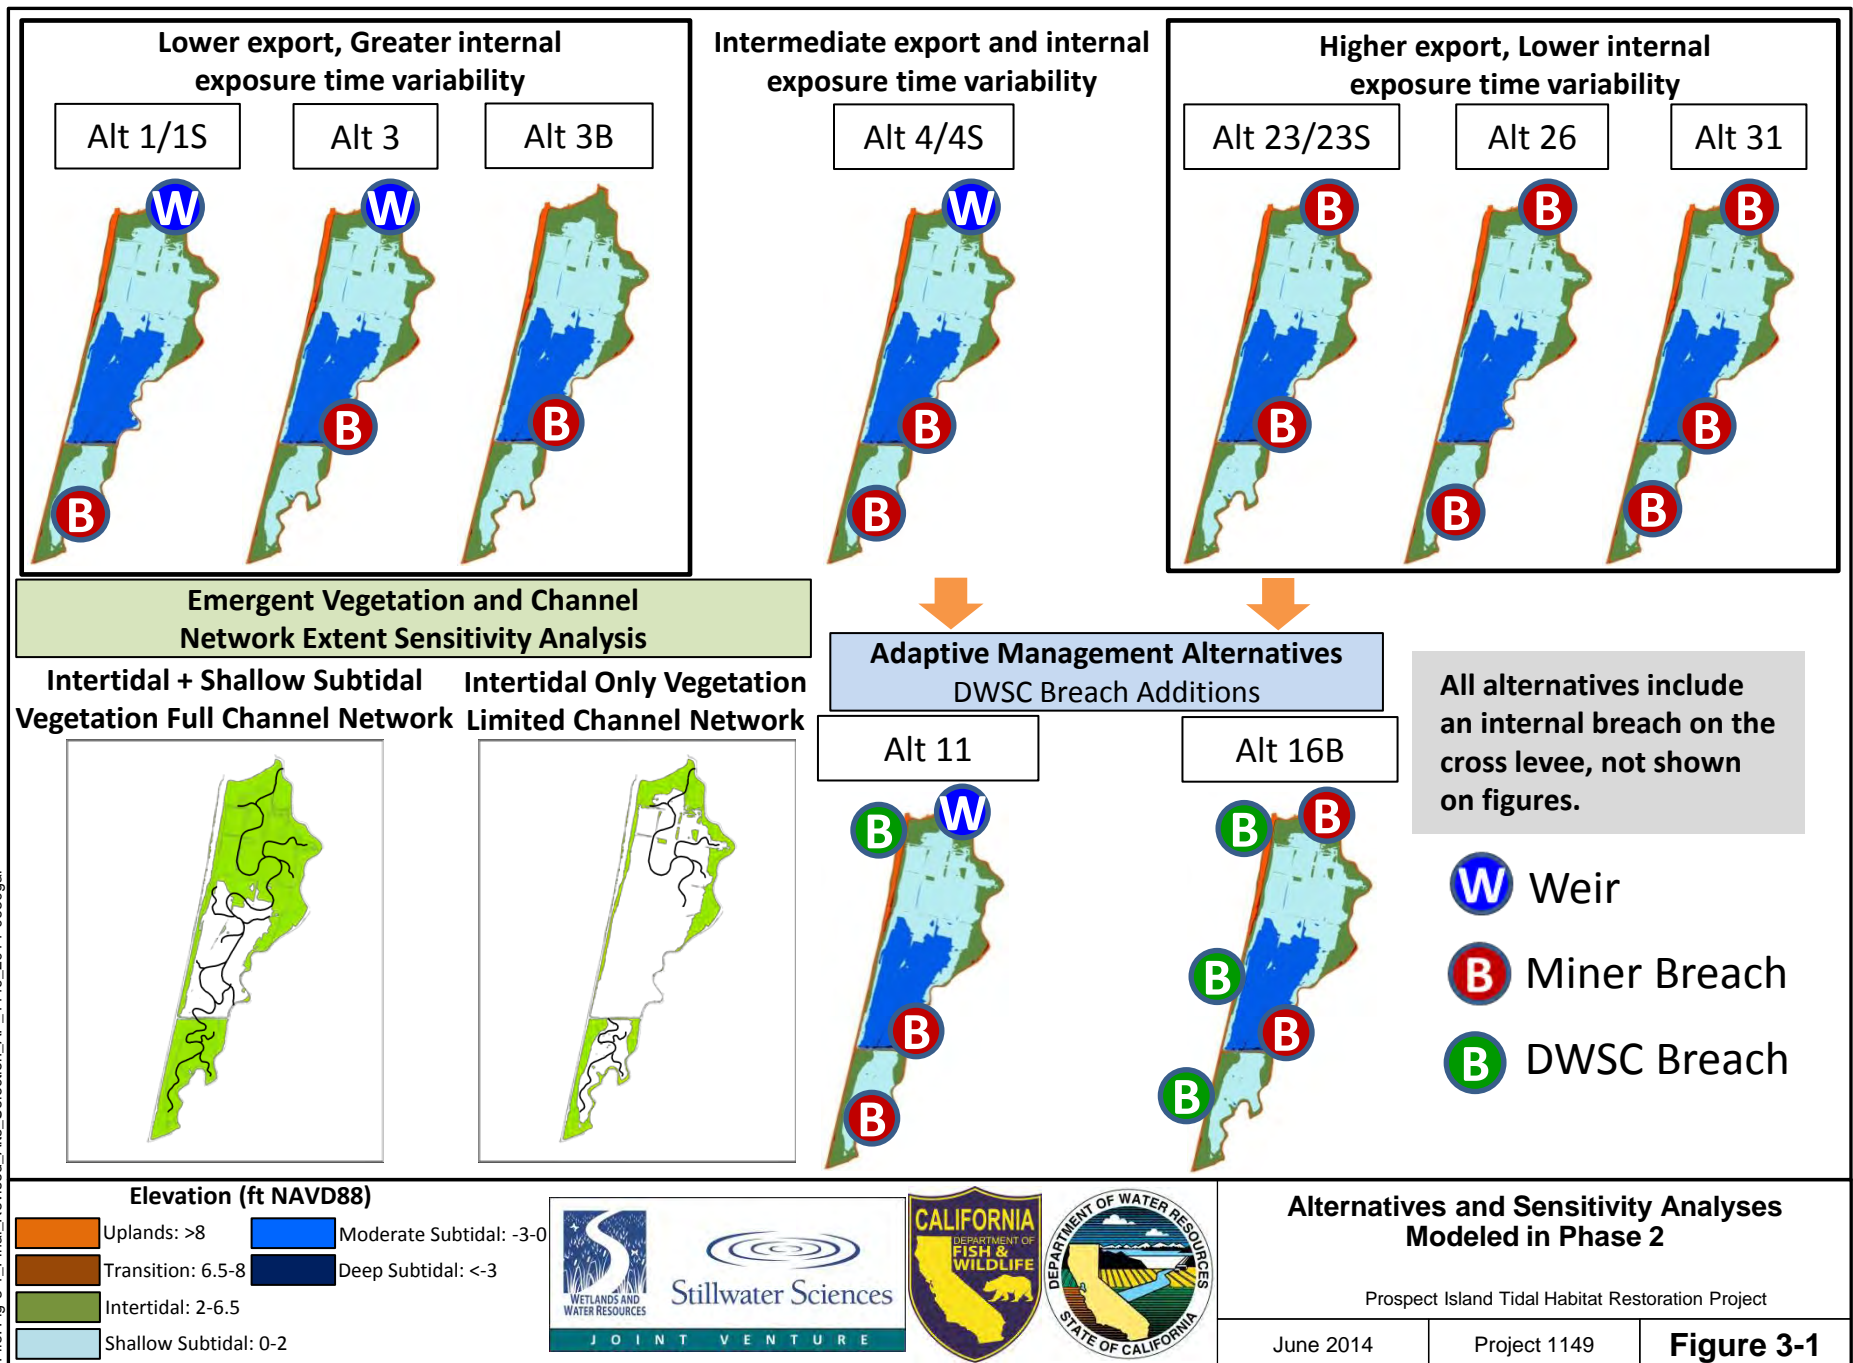 Lower export, Greater internal
exposure time variability
Intermediate export and internal
exposure time variability
Higher export, Lower internal
exposure time variability
Alt 1/1S
Alt 3
Alt 3B
Alt 4/4S
Alt 23/23S
Alt 26
Alt 31
W
W
W
B
B
B
B
B
B
B
B
B
B
B
B
B
Emergent Vegetation and Channel
Network Extent Sensitivity Analysis
Intertidal + Shallow Subtidal
Vegetation Full Channel Network
Intertidal Only Vegetation
Limited Channel Network
Adaptive Management Alternatives
DWSC Breach Additions
Alt 11
Alt 16B
B
W
B
B
B
B
B
B
B
All alternatives include
an internal breach on the
cross levee, not shown
on figures.
W Weir
B Miner Breach
B DWSC Breach
Elevation (ft NAVD88)
Uplands: >8
Transition: 6.5-8
Intertidal: 2-6.5
Shallow Subtidal: 0-2
Moderate Subtidal: -3-0
Deep Subtidal: <-3
WETLANDS AND
WATER RESOURCES
Stillwater Sciences
JOINT VENTURE
CALIFORNIA
DEPARTMENT OF
FISH &
WILDLIFE
DEPARTMENT OF WATER RESOURCES
STATE OF CALIFORNIA
Alternatives and Sensitivity Analyses
Modeled in Phase 2
Prospect Island Tidal Habitat Restoration Project
June 2014
Project 1149
Figure 3-1